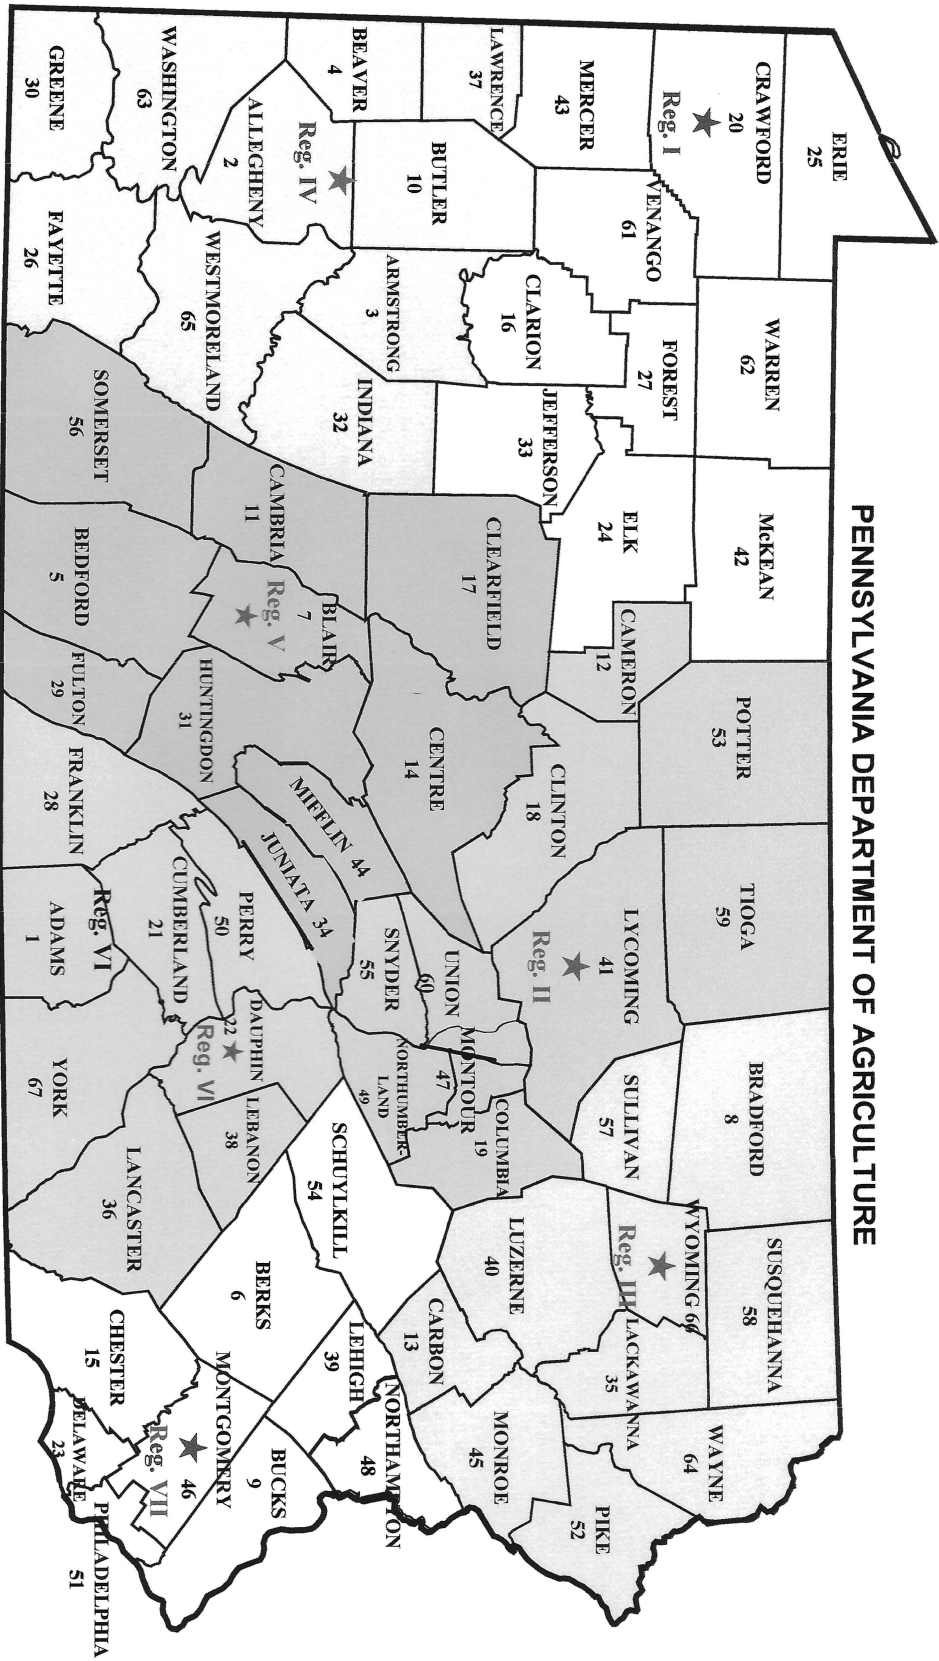 PENNSYLVANIA DEPARTMENT OF AGRICULTURE
ERIE
25
CRAWFORD
20
Reg. I
WARREN
62
McKEAN
42
POTTER
53
TIOGA
59
BRADFORD
8
SUSQUEHANNA
58
WAYNE
64
MERCER
43
VENANGO
61
FOREST
27
ELK
24
CAMERON
12
CLINTON
18
LYCOMING
41
Reg. II
SULLIVAN
57
WYOMING 66
Reg. III
LACKAWANNA
35
PIKE
52
LAWRENCE
37
BUTLER
10
CLARION
16
JEFFERSON
33
CLEARFIELD
17
CENTRE
14
UNION
60
SNYDER
55
MONTOUR
47
COLUMBIA
19
NORTHUMBER-
LAND
49
LUZERNE
40
CARBON
13
MONROE
45
BEAVER
4
ARMSTRONG
3
INDIANA
32
ALLEGHENY
2
Reg. IV
WESTMORELAND
65
CAMBRIA
11
BLAIR
7
Reg. V
HUNTINGDON
31
MIFFLIN 44
JUNIATA 34
PERRY
50
DAUPHIN
22
Reg. VI
LEBANON
38
SCHUYLKILL
54
BERKS
6
LEHIGH
39
NORTHAMPTON
48
WASHINGTON
63
GREENE
30
FAYETTE
26
SOMERSET
56
BEDFORD
5
FULTON
29
FRANKLIN
28
CUMBERLAND
21
Reg. VI
ADAMS
1
YORK
67
LANCASTER
36
CHESTER
15
MONTGOMERY
46
Reg. VII
BUCKS
9
DELAWARE
23
PHILADELPHIA
51